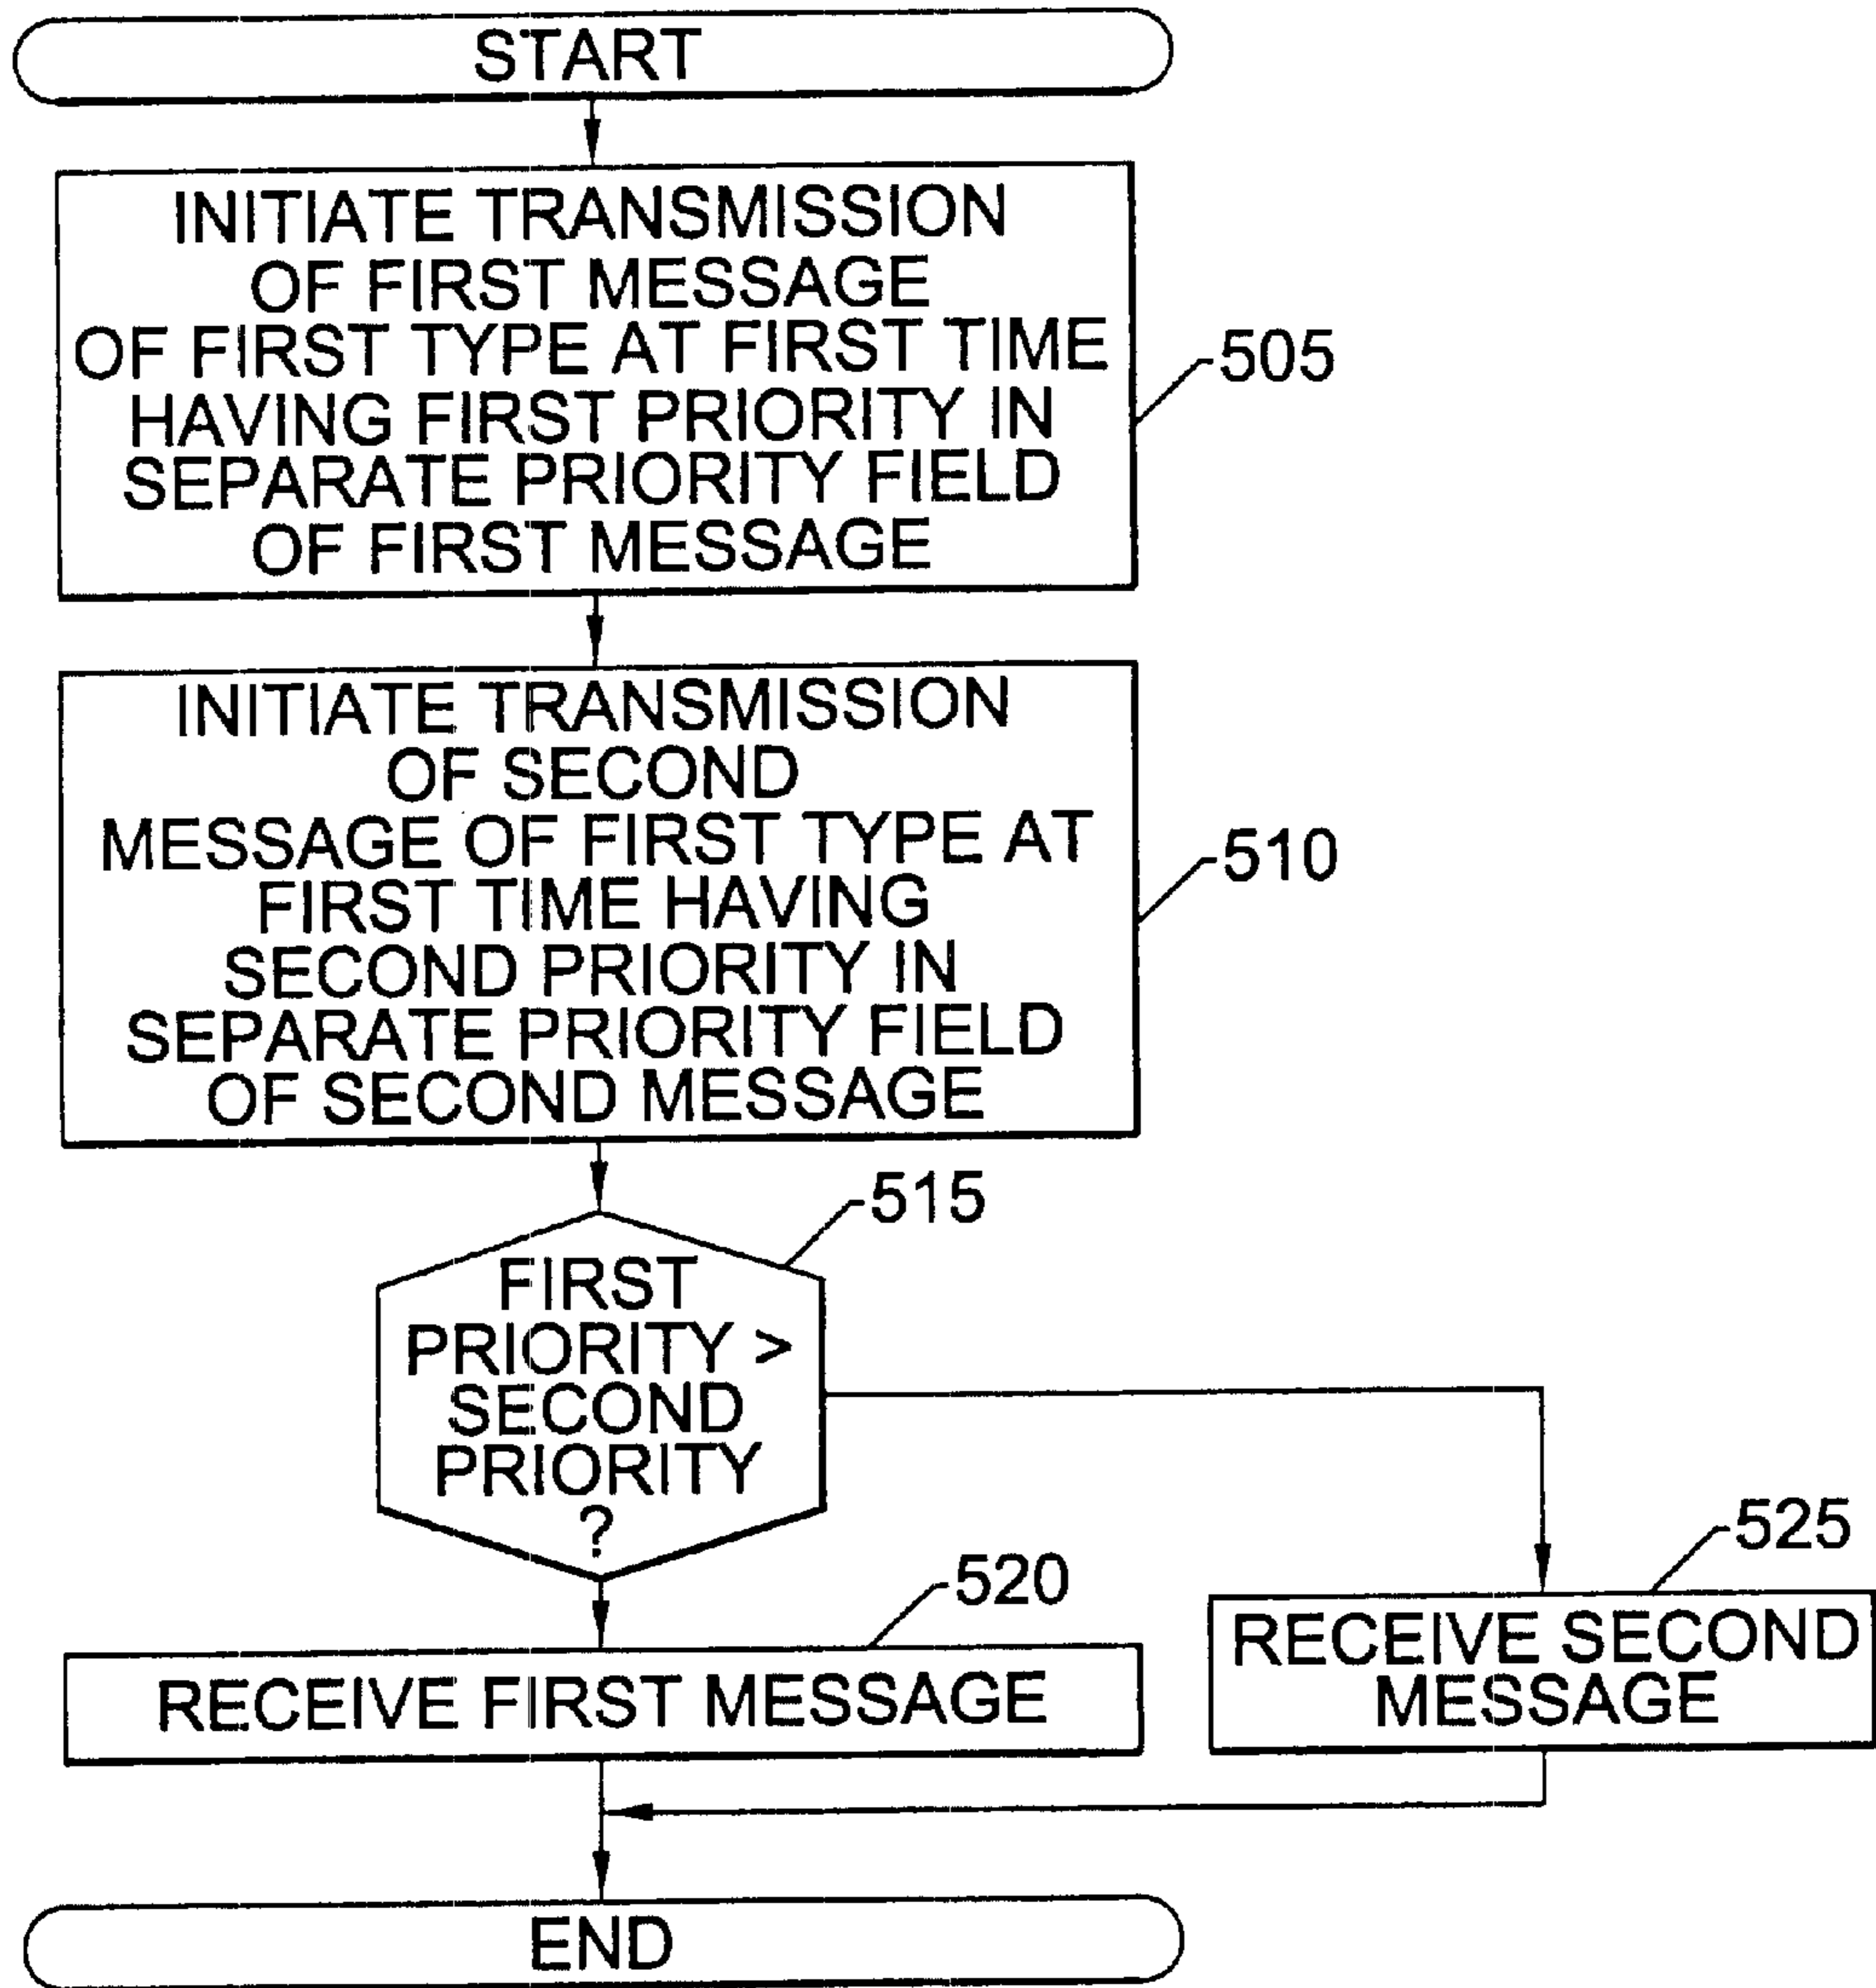 START
INITIATE TRANSMISSION
OF FIRST MESSAGE
OF FIRST TYPE AT FIRST TIME
HAVING FIRST PRIORITY IN
SEPARATE PRIORITY FIELD
OF FIRST MESSAGE
505
INITIATE TRANSMISSION
OF SECOND
MESSAGE OF FIRST TYPE AT
FIRST TIME HAVING
SECOND PRIORITY IN
SEPARATE PRIORITY FIELD
OF SECOND MESSAGE
510
515
FIRST
PRIORITY >
SECOND
PRIORITY
?
520
RECEIVE FIRST MESSAGE
525
RECEIVE SECOND
MESSAGE
END